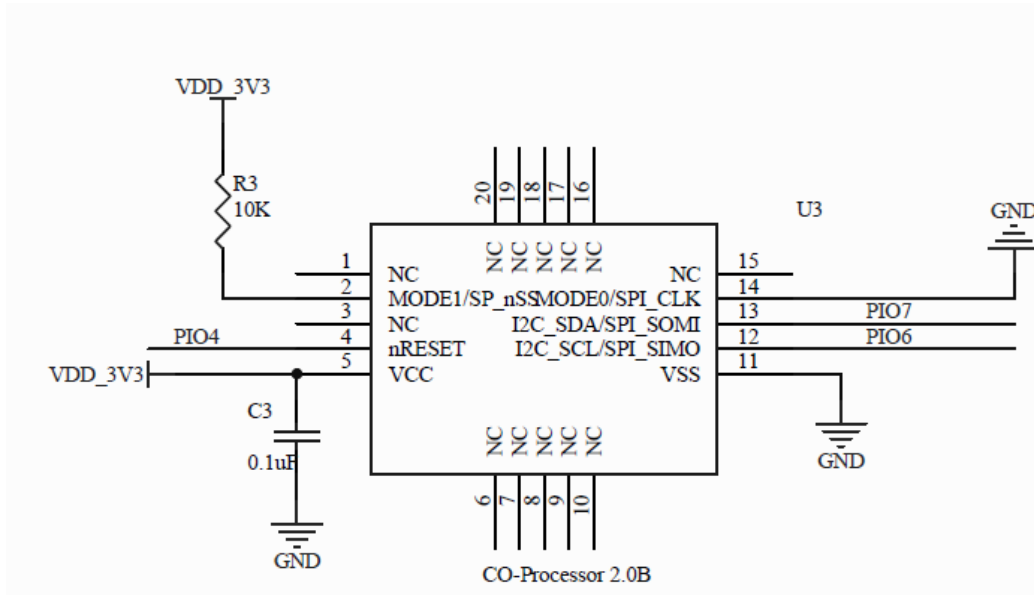 VDD_3V3
R3
10K
20
19
18
17
16
U3
GND
NC
NC
NC
NC
NC
1
NC
NC
15
2
MODE1/SP_nSS
MODE0/SPI_CLK
14
3
NC
I2C_SDA/SPI_SOMI
13
PIO7
PIO4
4
nRESET
I2C_SCL/SPI_SIMO
12
PIO6
VDD_3V3
5
VCC
VSS
11
C3
0.1uF
NC
NC
NC
NC
NC
GND
6
7
8
9
10
GND
CO-Processor 2.0B